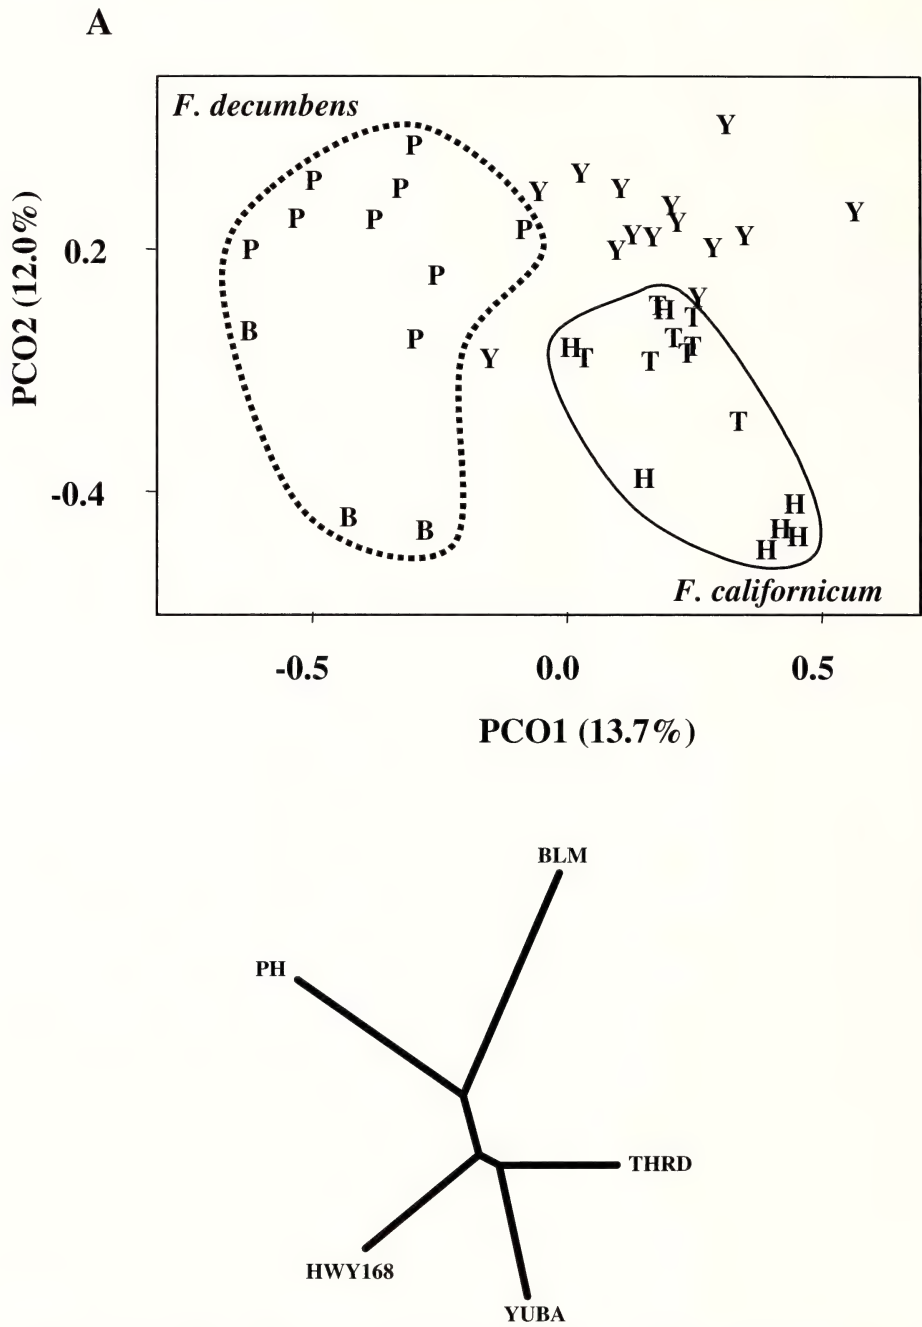 A
F. decumbens
Y
P
Y
P
Y
P
Y
Y
P
P
Y
Y
P
Y
Y
Y
P
0.2
Y
Y
P
Y
T
H
T
B
P
T
H
T
T
T
Y
T
T
H
-0.4
H
B
H
B
H
H
F. californicum
-0.5
0.0
0.5
PCO1 (13.7%)
PCO2 (12.0%)
BLM
PH
THRD
HWY168
YUBA